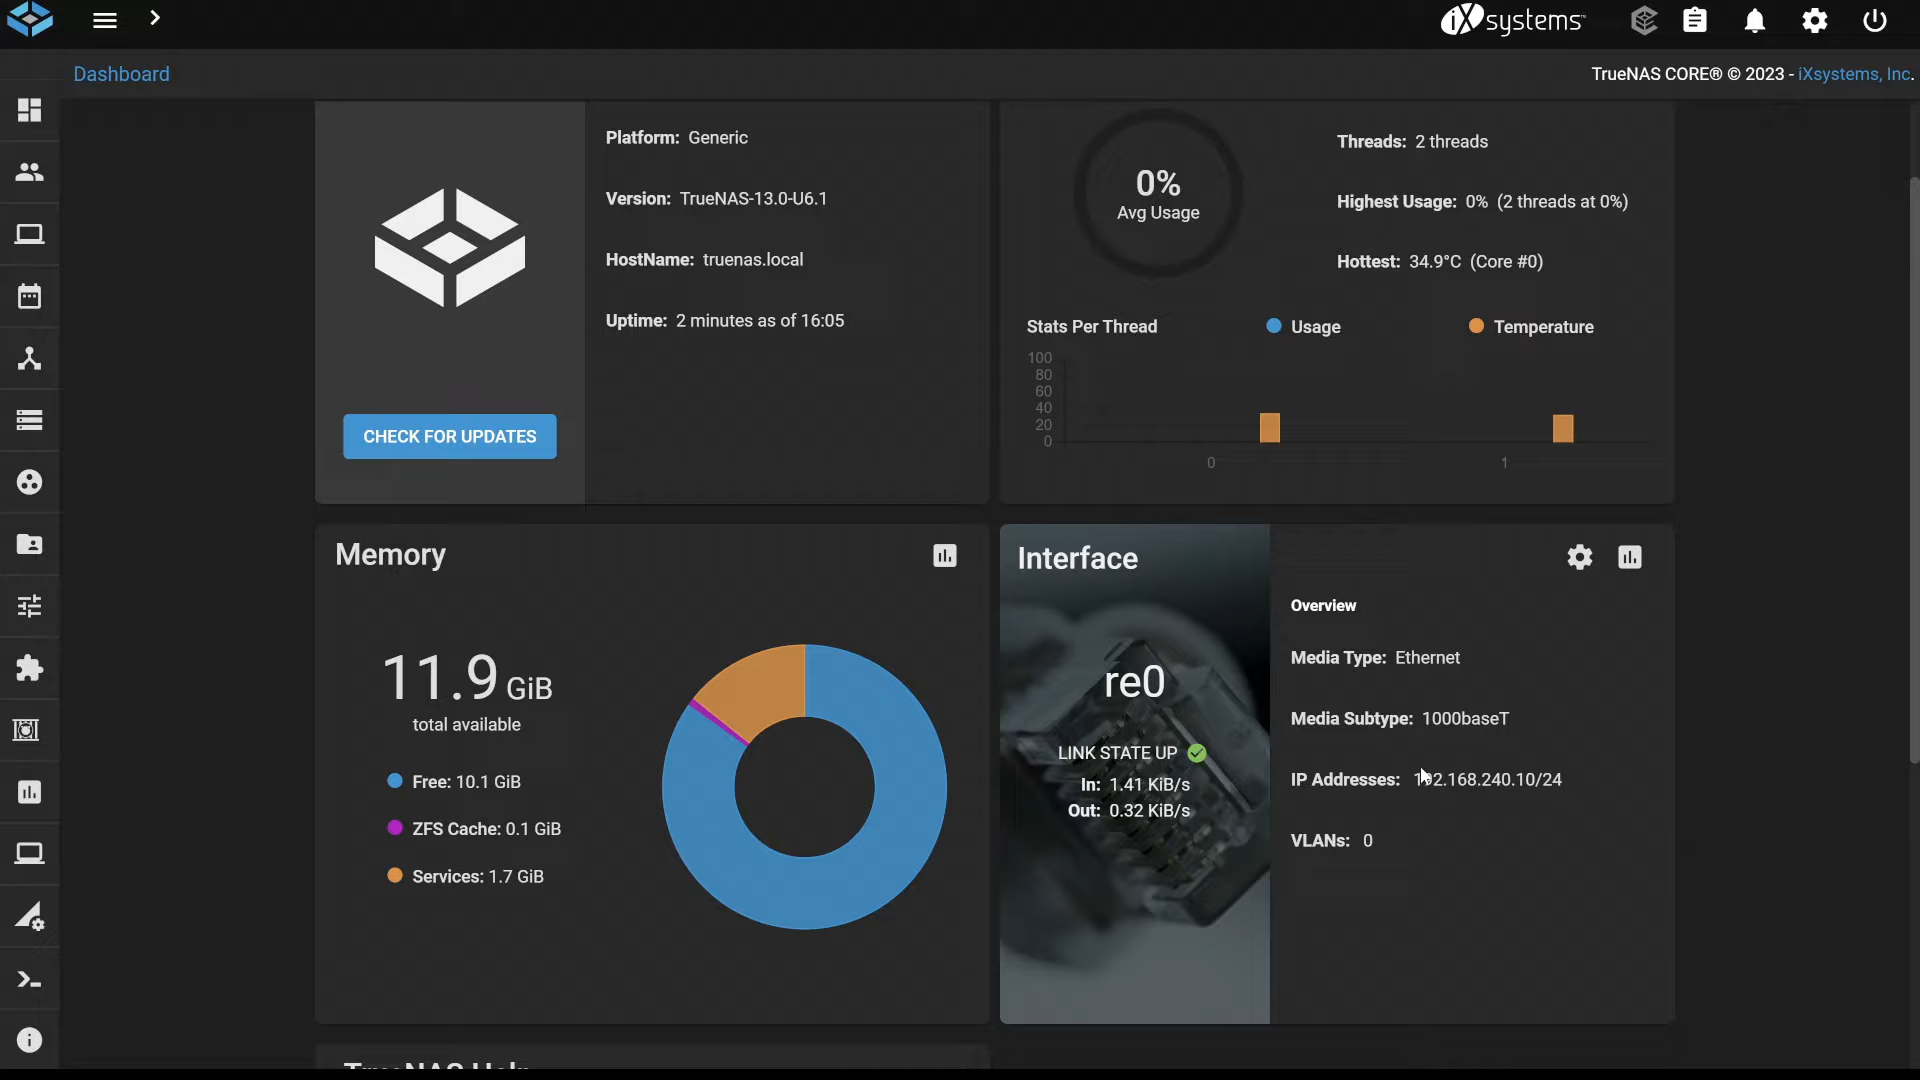 iXsystems™
Dashboard
TrueNAS CORE® © 2023 - iXsystems, Inc.
Platform: Generic
Version: TrueNAS-13.0-U6.1
HostName: truenas.local
Uptime: 2 minutes as of 16:05
CHECK FOR UPDATES
0%
Avg Usage
Threads: 2 threads
Highest Usage: 0% (2 threads at 0%)
Hottest: 34.9°C (Core #0)
Stats Per Thread
Usage
Temperature
100
80
60
40
20
0
0
1
Memory
11.9 GiB
total available
Free: 10.1 GiB
ZFS Cache: 0.1 GiB
Services: 1.7 GiB
Interface
re0
LINK STATE UP
In: 1.41 KiB/s
Out: 0.32 KiB/s
Overview
Media Type: Ethernet
Media Subtype: 1000baseT
IP Addresses: 192.168.240.10/24
VLANs: 0
TrueNAS Help